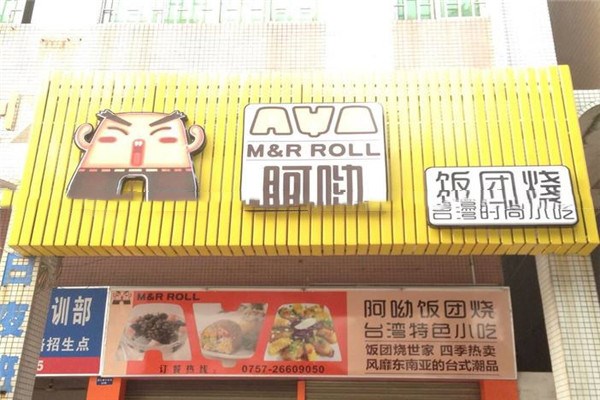 AYA
M&R ROLL
阿呦
饭团烧
台湾时尚小吃
M&R ROLL
阿呦饭团烧
台湾特色小吃
饭团烧世家 四季热卖
风靡东南亚的台式潮品
订餐热线: 0757-26609050
训部
招生点
5